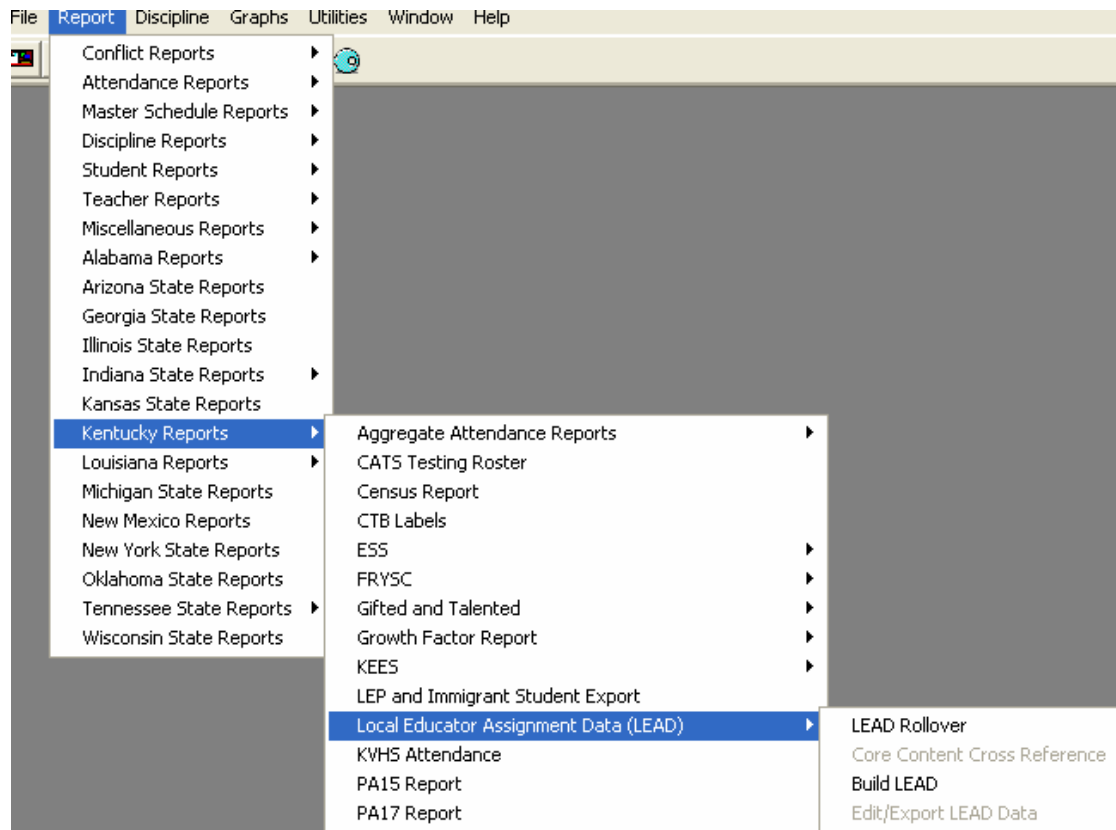 File Report Discipline Graphs Utilities Window Help
Conflict Reports
Attendance Reports
Master Schedule Reports
Discipline Reports
Student Reports
Teacher Reports
Miscellaneous Reports
Alabama Reports
Arizona State Reports
Georgia State Reports
Illinois State Reports
Indiana State Reports
Kansas State Reports
Kentucky Reports
Louisiana Reports
Michigan State Reports
New Mexico Reports
New York State Reports
Oklahoma State Reports
Tennessee State Reports
Wisconsin State Reports
Aggregate Attendance Reports
CATS Testing Roster
Census Report
CTB Labels
ESS
FRYSC
Gifted and Talented
Growth Factor Report
KEES
LEP and Immigrant Student Export
Local Educator Assignment Data (LEAD)
KVHS Attendance
PA15 Report
PA17 Report
LEAD Rollover
Core Content Cross Reference
Build LEAD
Edit/Export LEAD Data